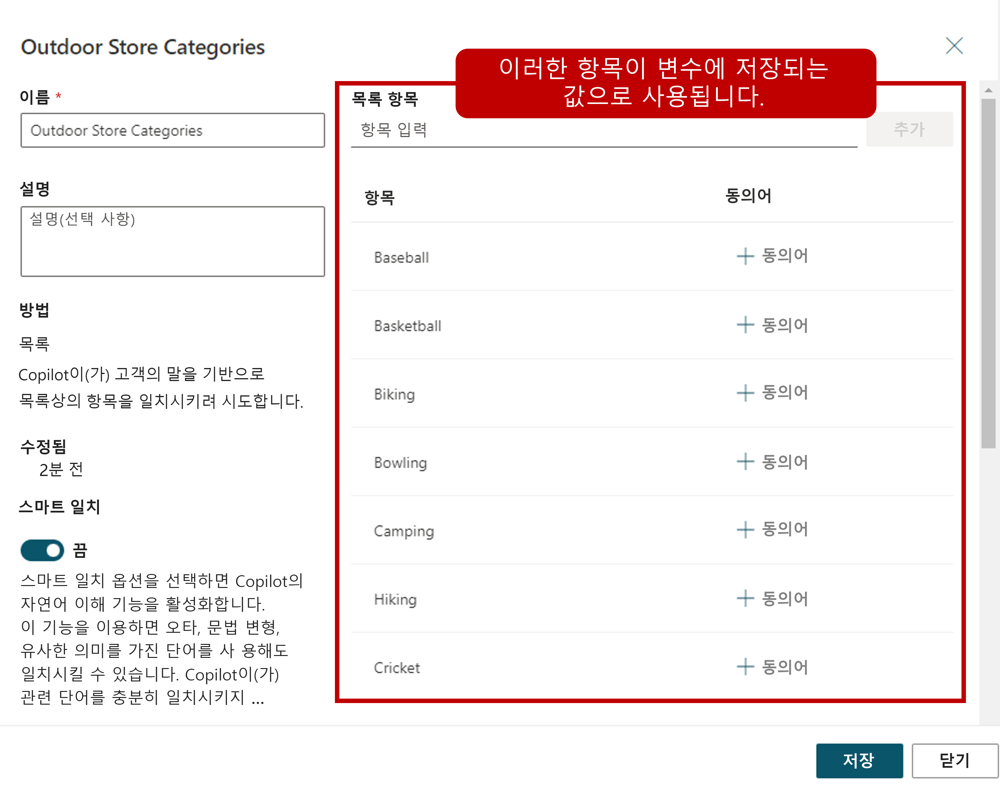 Outdoor Store Categories
이러한 항목이 변수에 저장되는
값으로 사용됩니다.
이름 *
Outdoor Store Categories
설명
설명(선택 사항)
방법
목록
Copilot이(가) 고객의 말을 기반으로
목록상의 항목을 일치시키려 시도합니다.
수정됨
2분 전
스마트 일치
끔
스마트 일치 옵션을 선택하면 Copilot의
자연어 이해 기능을 활성화합니다.
이 기능을 이용하면 오타, 문법 변형,
유사한 의미를 가진 단어를 사 용해도
일치시킬 수 있습니다. Copilot이(가)
관련 단어를 충분히 일치시키지 ...
목록 항목
항목 입력
추가
항목 동의어
Baseball + 동의어
Basketball + 동의어
Biking + 동의어
Bowling + 동의어
Camping + 동의어
Hiking + 동의어
Cricket + 동의어
저장
닫기